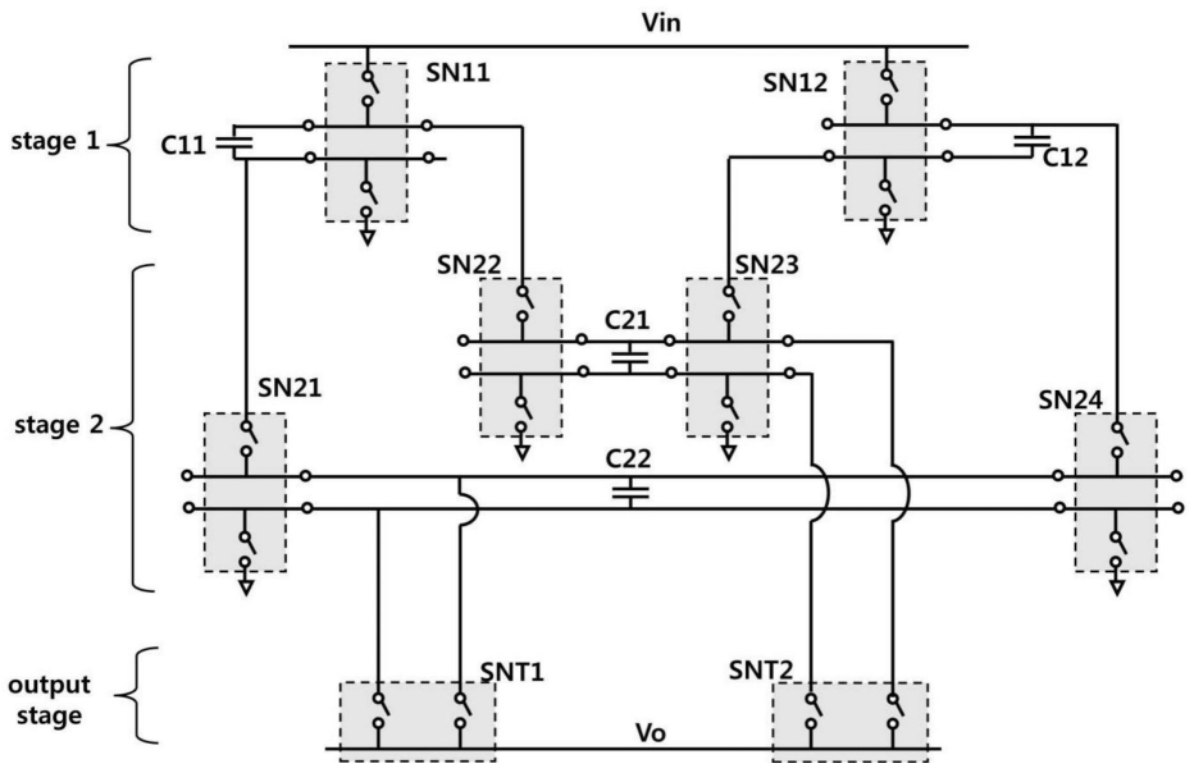 Vin
SN11
SN12
stage 1
C11
C12
SN22
SN23
C21
SN21
SN24
stage 2
C22
SNT1
SNT2
output
stage
Vo